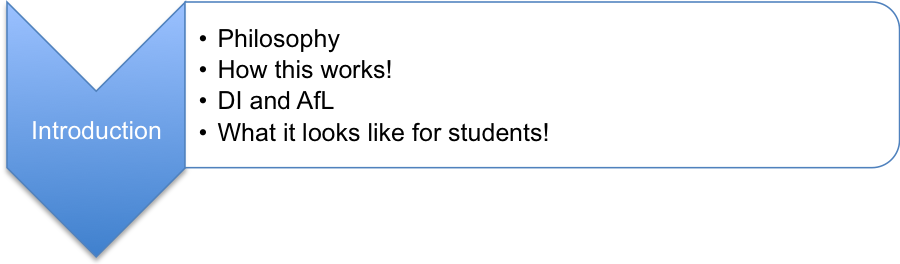 Introduction
• Philosophy
• How this works!
• DI and AfL
• What it looks like for students!